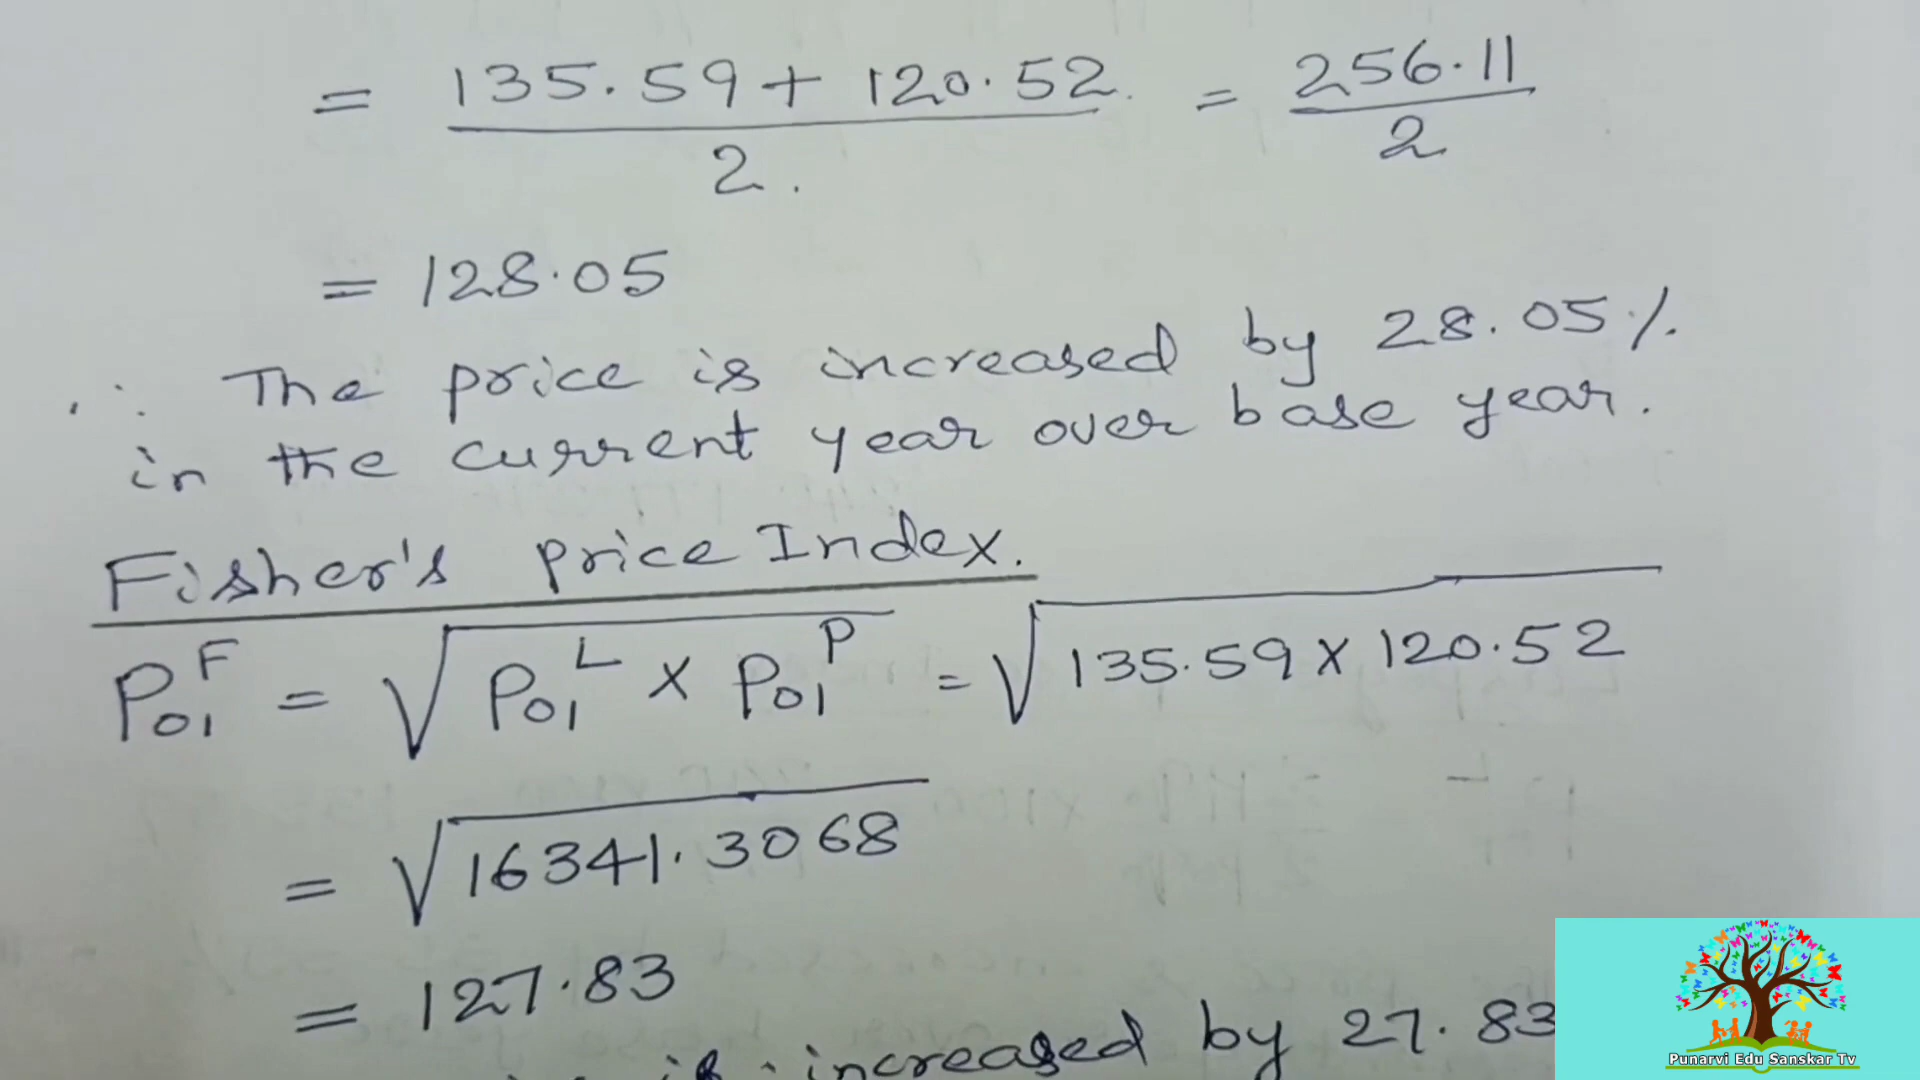 = 135.59 + 120.52 / 2. = 256.11 / 2
= 128.05
∴ The price is increased by 28.05 %.
in the current year over base year.
Fisher's price Index.
P₀₁ᶠ = √(P₀₁ᴸ × P₀₁ᴾ) = √(135.59 × 120.52)
= √16341.3068
= 127.83
is increased by 27.83
Punarvi Edu Sanskar Tv